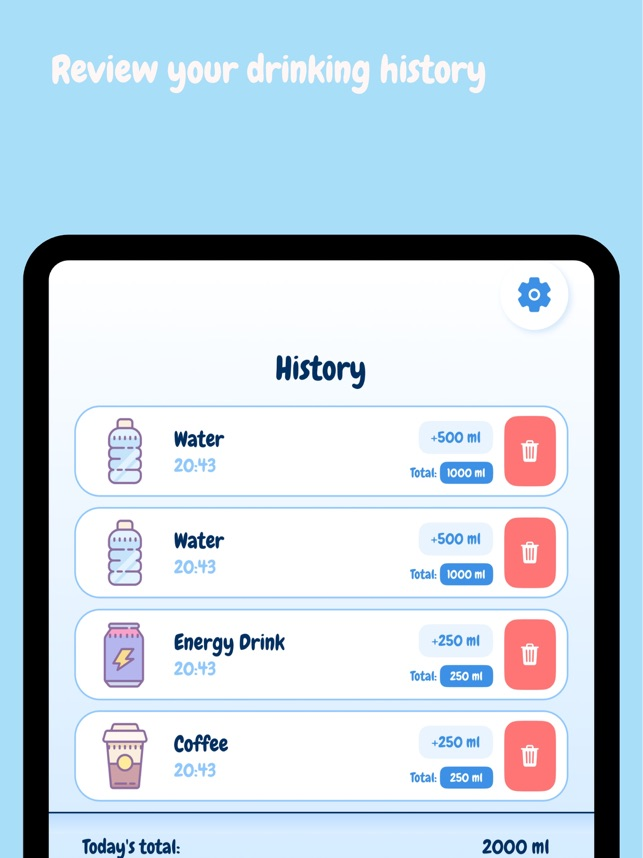 Review your drinking history
History
Water
20:43
+500 ml
Total: 1000 ml
Water
20:43
+500 ml
Total: 1000 ml
Energy Drink
20:43
+250 ml
Total: 250 ml
Coffee
20:43
+250 ml
Total: 250 ml
Today's total: 2000 ml